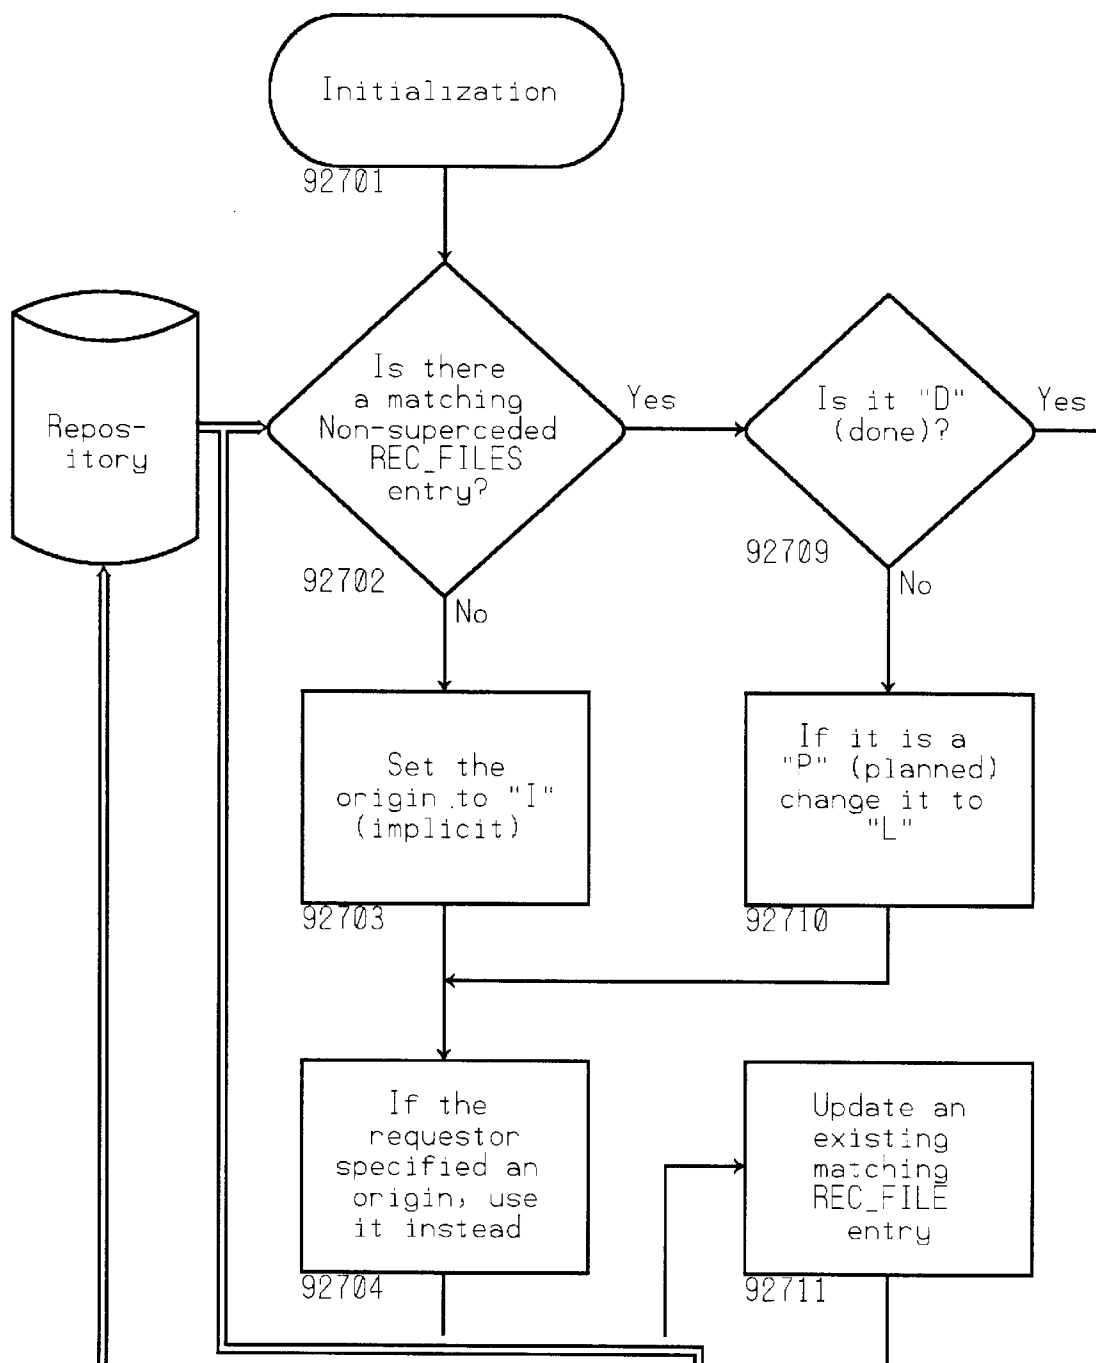 Initialization
92701
Repos-
itory
Is there
a matching
Non-superceded
REC_FILES
entry?
Yes
92702
No
Is it "D"
(done)?
Yes
92709
No
Set the
origin to "I"
(implicit)
92703
If it is a
"P" (planned)
change it to
"L"
92710
If the
requestor
specified an
origin, use
it instead
92704
Update an
existing
matching
REC_FILE
entry
92711